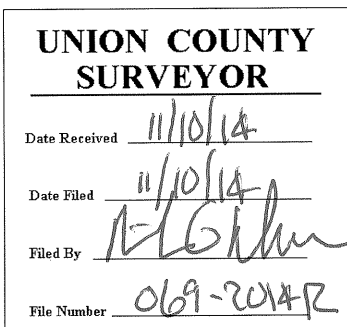 UNION COUNTY
SURVEYOR
Date Received 11/10/14
Date Filed 11/10/14
Filed By
File Number 069-2014R